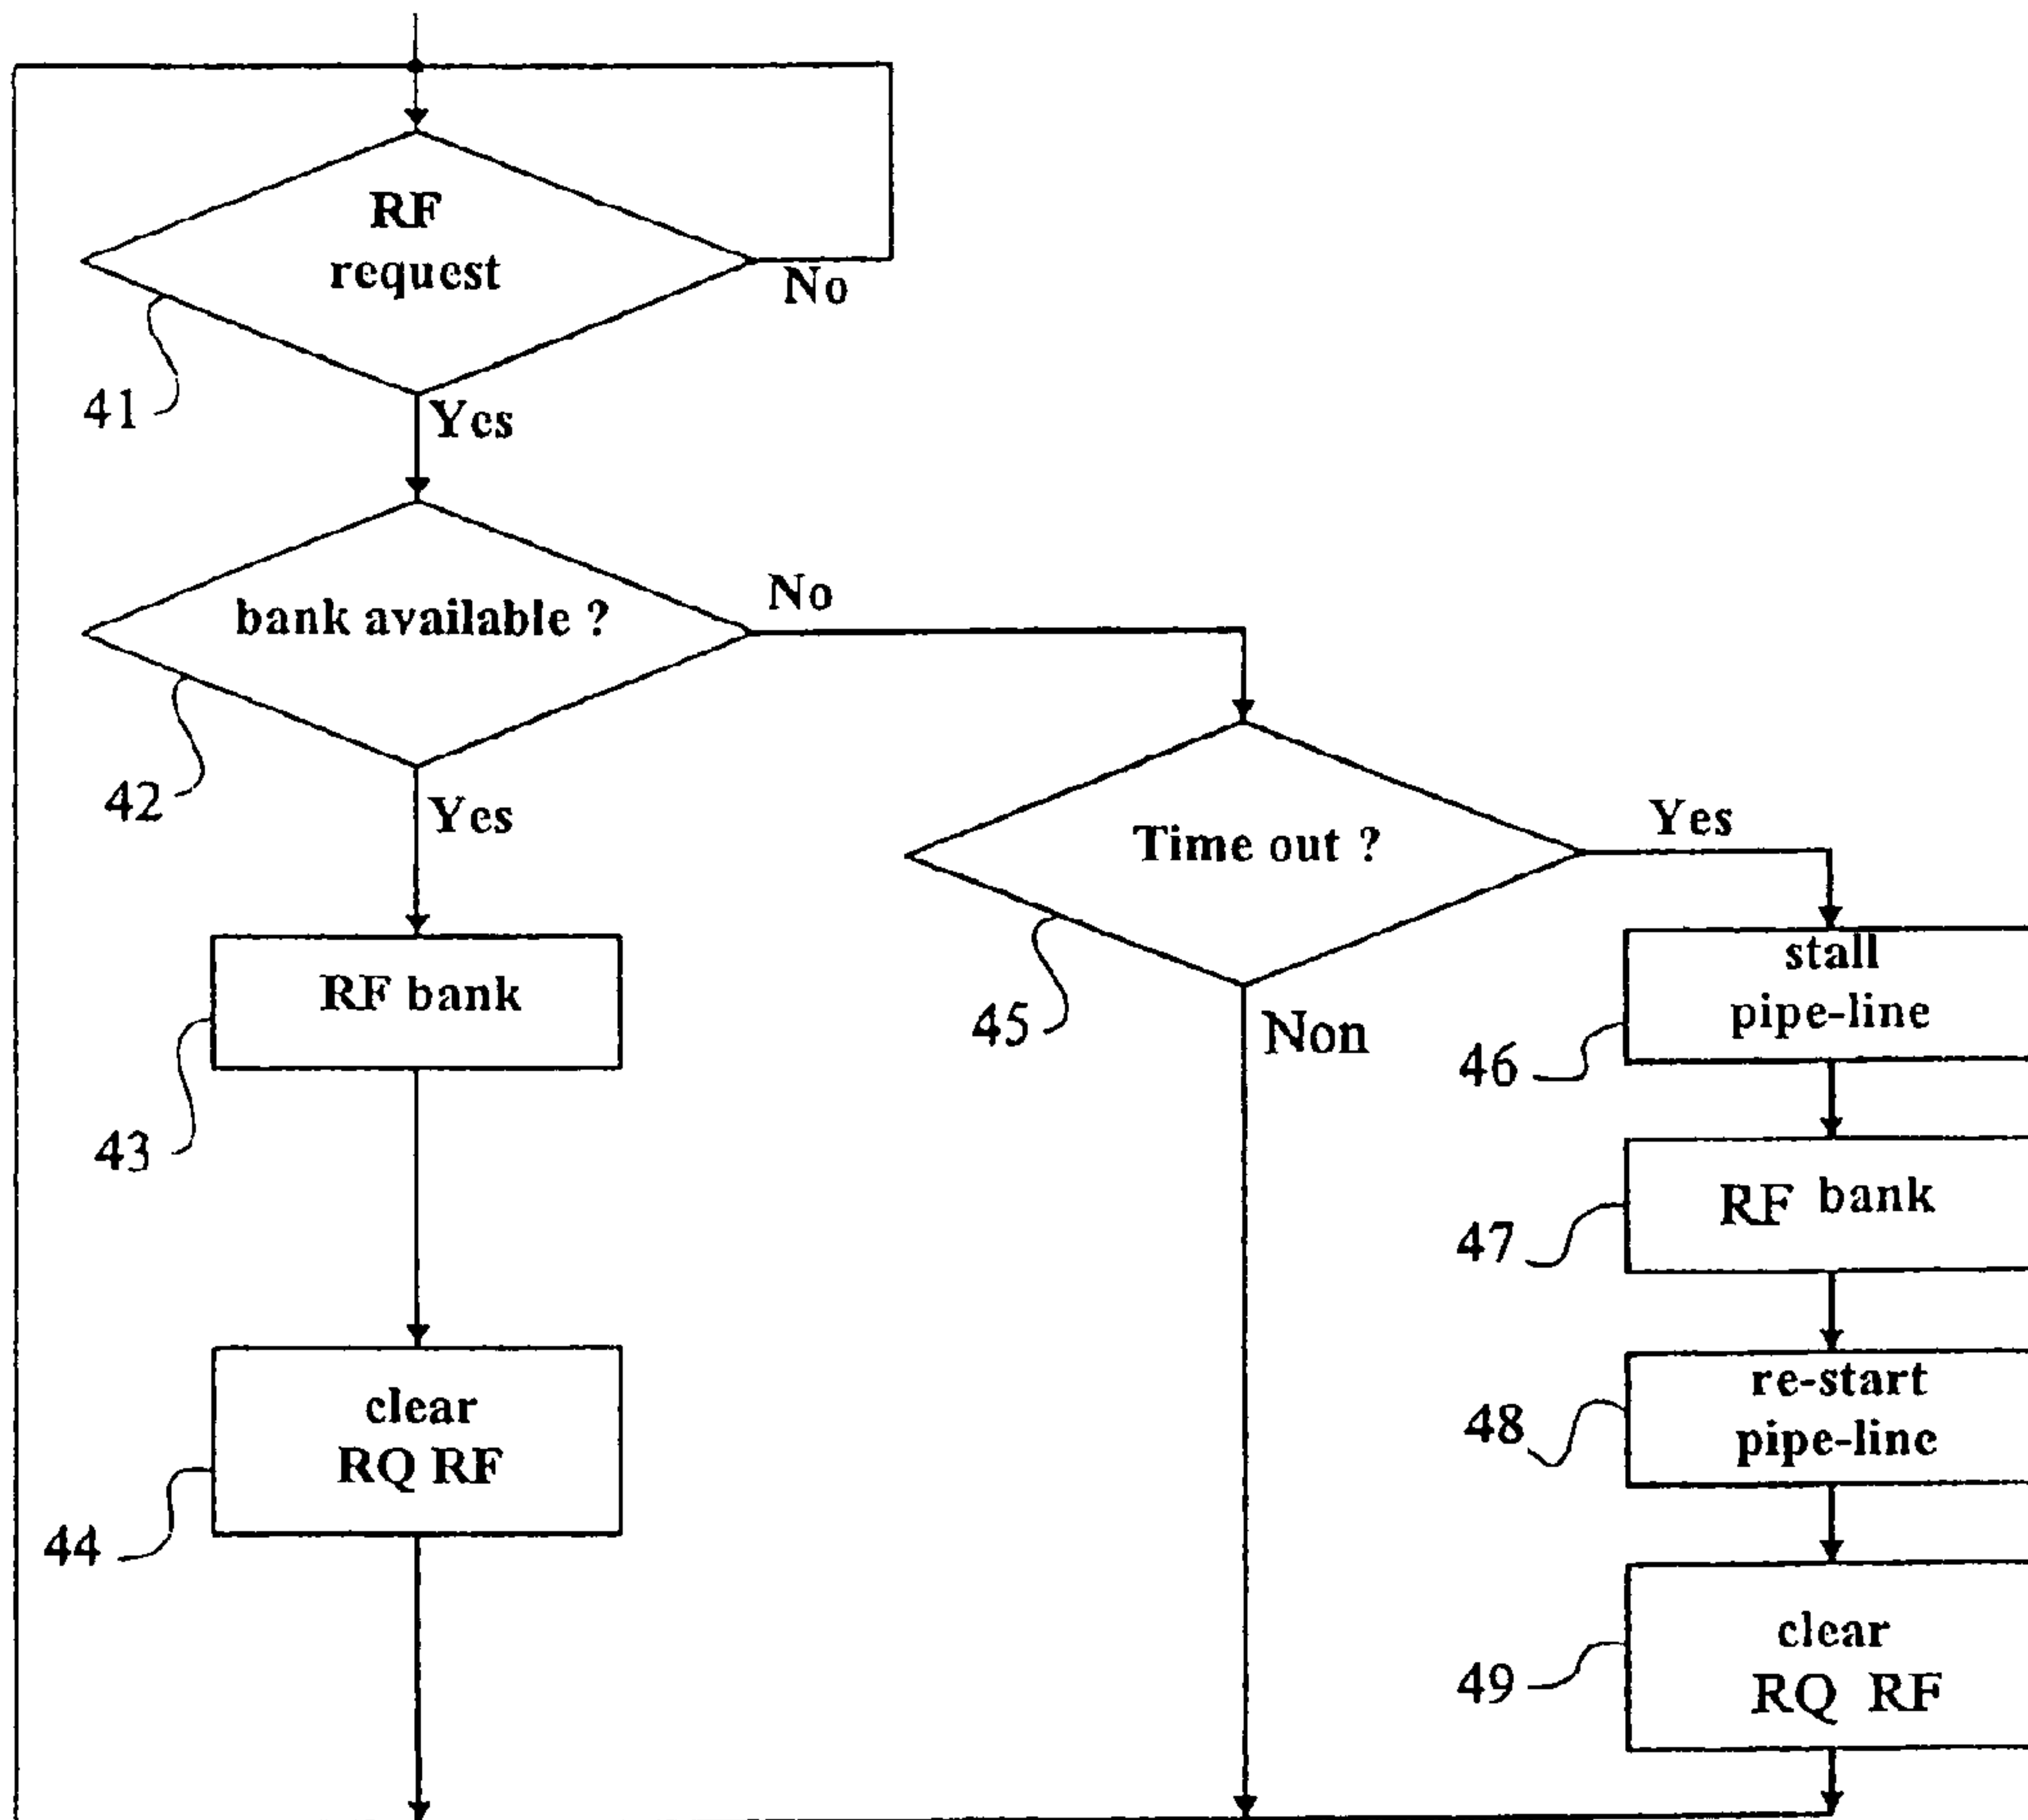 RF
request
No
41
Yes
bank available ?
No
42
Yes
Time out ?
Yes
45
Non
RF bank
43
stall
pipe-line
46
RF bank
47
re-start
pipe-line
48
clear
RQ RF
44
clear
RQ RF
49